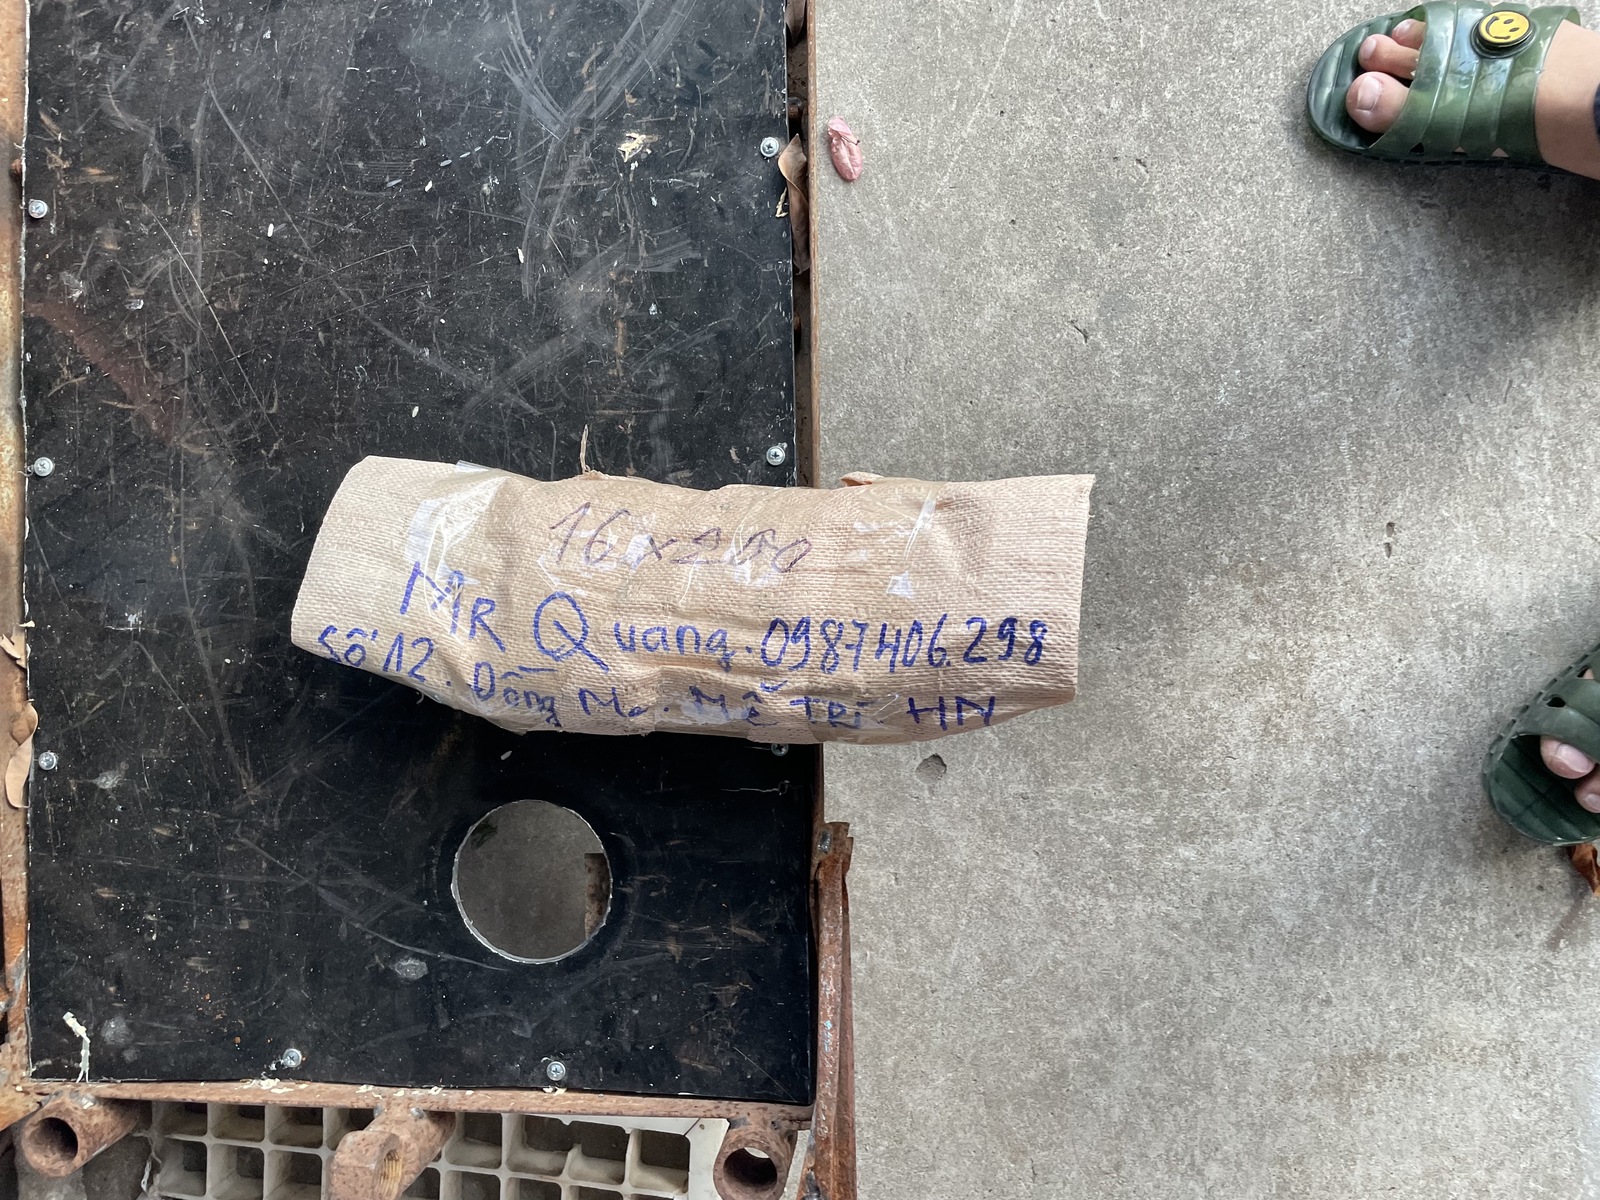 16x200
MR Quang. 0987406.298
Số 12. Đồng Me. Mễ TRÌ HN